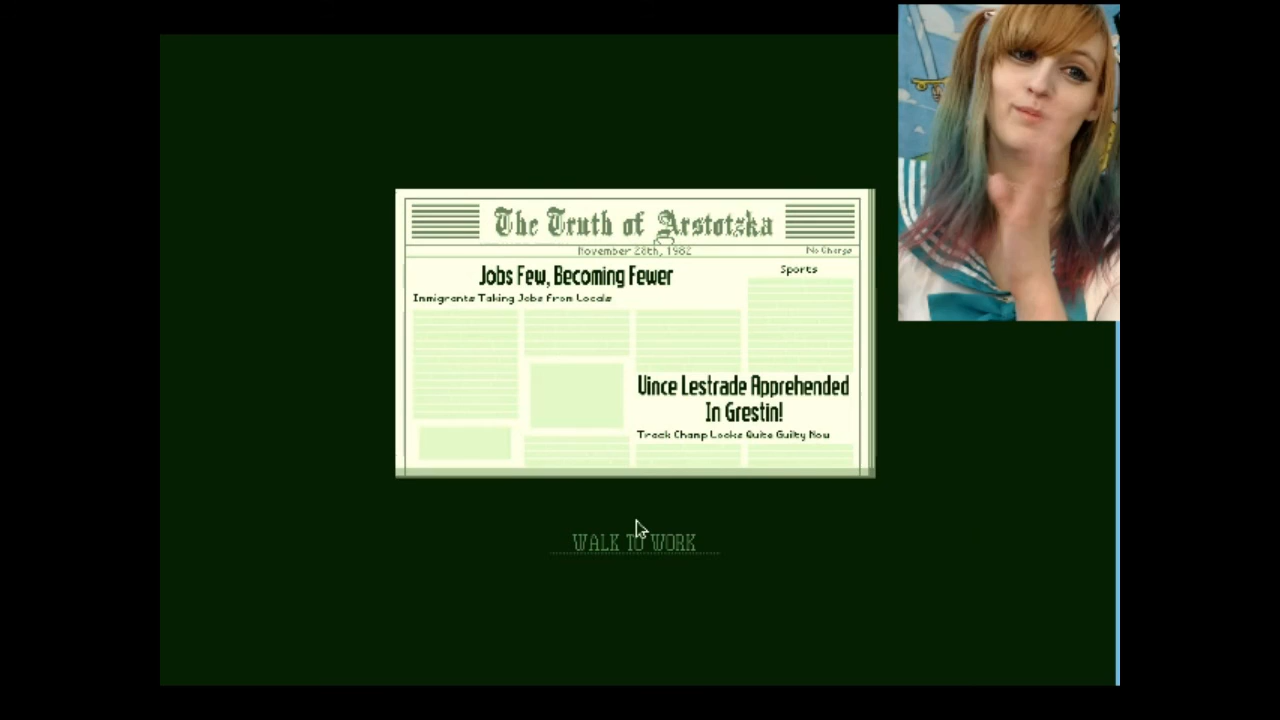 The Truth of Arstotzka
November 28th, 1982
No Charge
Jobs Few, Becoming Fewer
Immigrants Taking Jobs from Locals
Sports
Vince Lestrade Apprehended
In Grestin!
Track Champ Looks Quite Guilty Now
WALK TO WORK